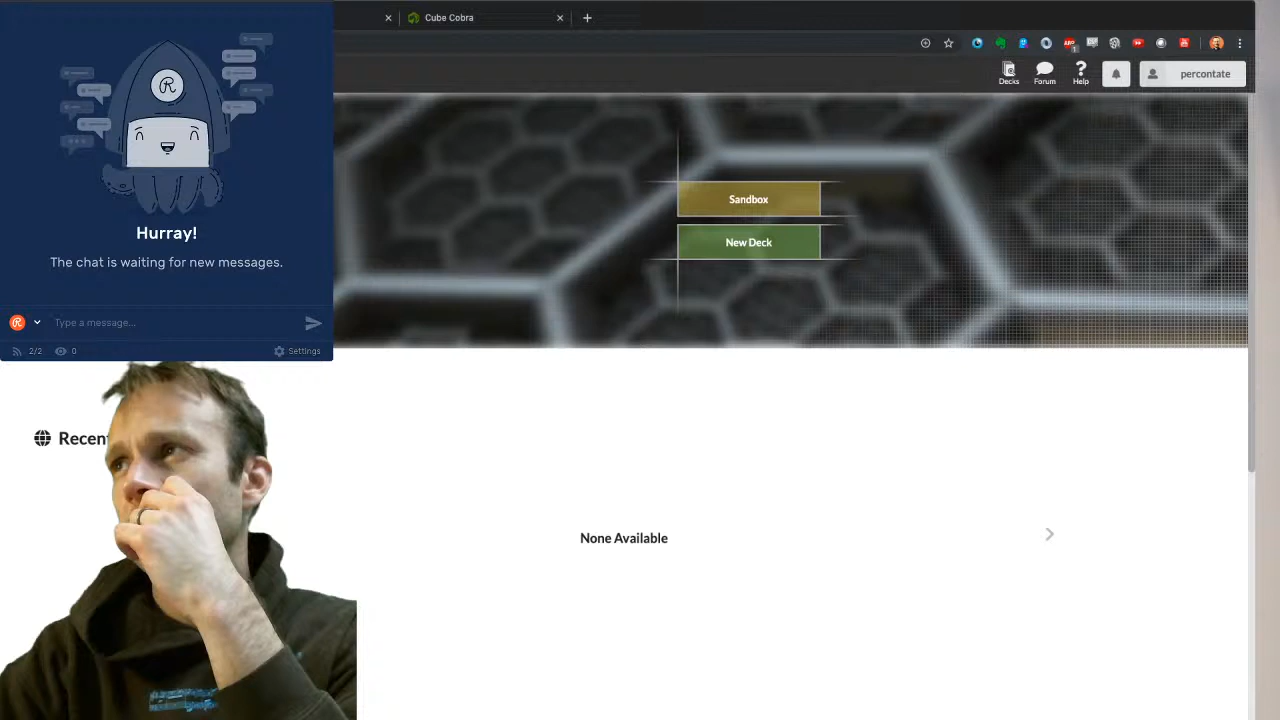 Cube Cobra
Decks
Forum
Help
percontate
Hurray!
The chat is waiting for new messages.
Type a message...
2/2
0
Settings
Sandbox
New Deck
Recent
None Available